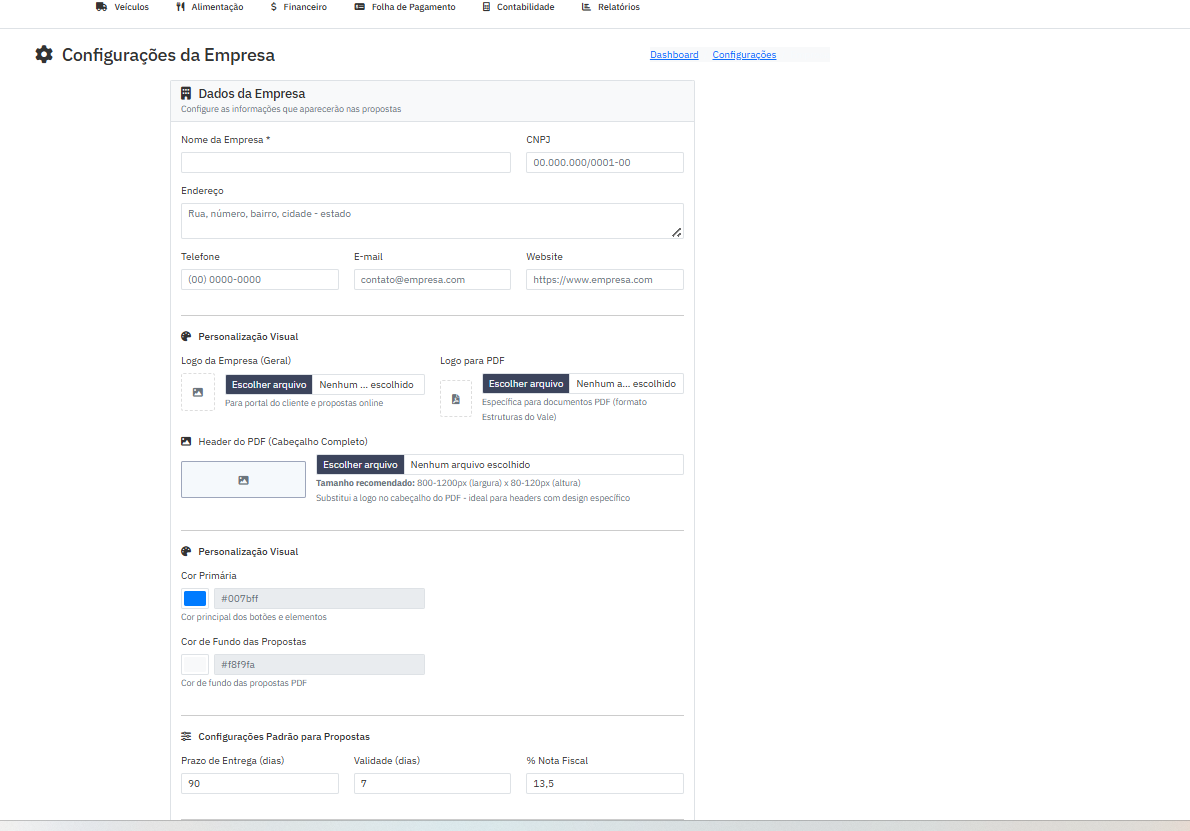 Veículos Alimentação Financeiro Folha de Pagamento Contabilidade Relatórios
Configurações da Empresa
Dashboard Configurações
Dados da Empresa
Configure as informações que aparecerão nas propostas
Nome da Empresa * CNPJ
00.000.000/0001-00
Endereço
Rua, número, bairro, cidade - estado
Telefone E-mail Website
(00) 0000-0000 contato@empresa.com https://www.empresa.com
Personalização Visual
Logo da Empresa (Geral) Logo para PDF
Escolher arquivo Nenhum ... escolhido Escolher arquivo Nenhum a... escolhido
Para portal do cliente e propostas online Específica para documentos PDF (formato
Estruturas do Vale)
Header do PDF (Cabeçalho Completo)
Escolher arquivo Nenhum arquivo escolhido
Tamanho recomendado: 800-1200px (largura) x 80-120px (altura)
Substitui a logo no cabeçalho do PDF - ideal para headers com design específico
Personalização Visual
Cor Primária
#007bff
Cor principal dos botões e elementos
Cor de Fundo das Propostas
#f8f9fa
Cor de fundo das propostas PDF
Configurações Padrão para Propostas
Prazo de Entrega (dias) Validade (dias) % Nota Fiscal
90 7 13,5